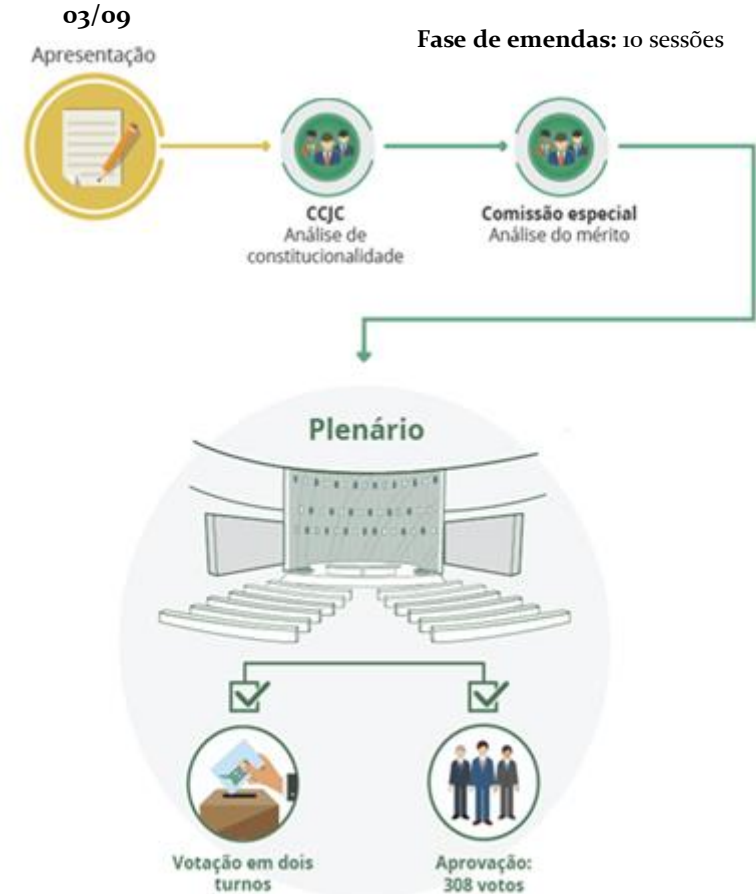 03/09
Apresentação
Fase de emendas: 10 sessões
CCJC
Análise de
constitucionalidade
Comissão especial
Análise do mérito
Plenário
Votação em dois
turnos
Aprovação:
308 votos